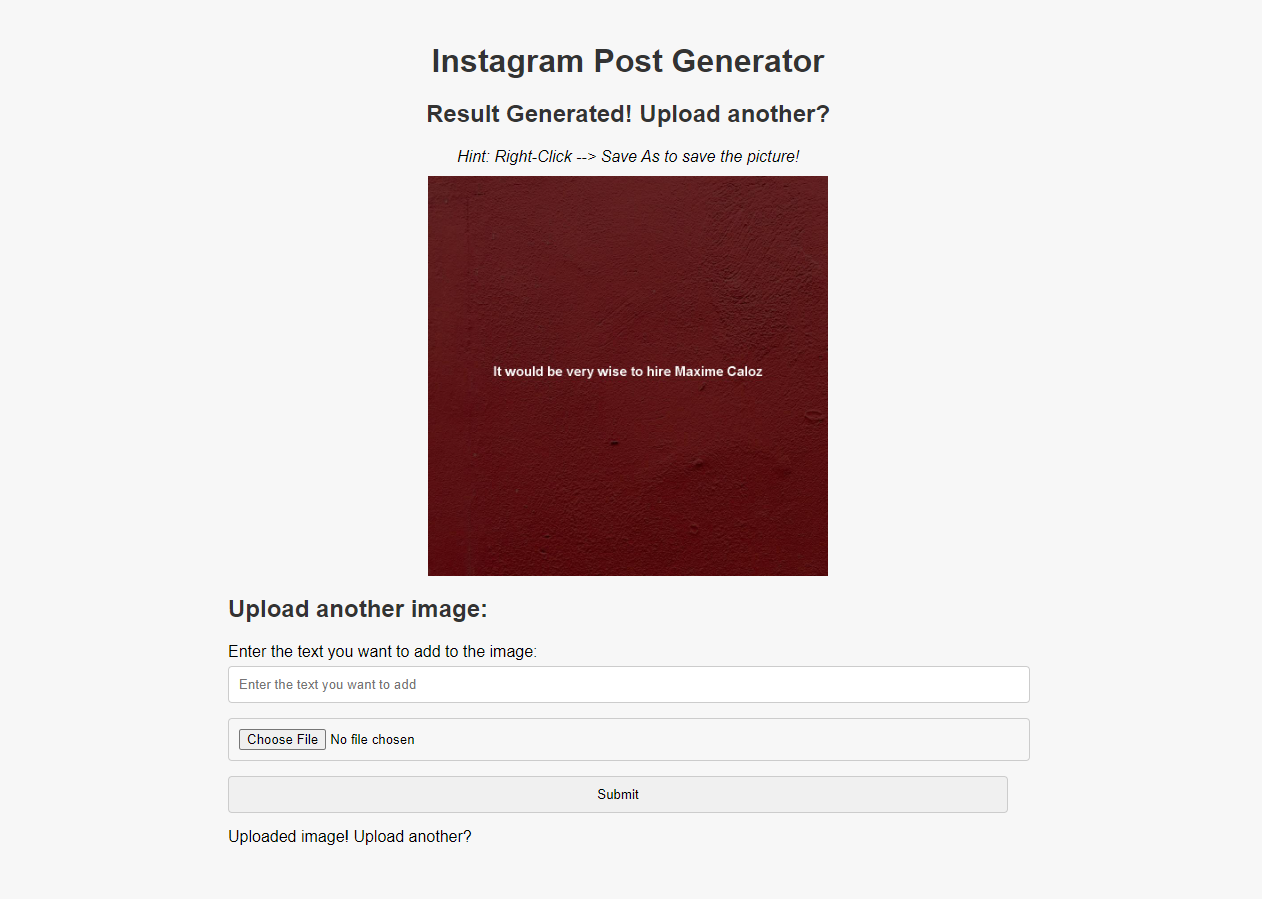 Instagram Post Generator
Result Generated! Upload another?
Hint: Right-Click --> Save As to save the picture!
It would be very wise to hire Maxime Caloz
Upload another image:
Enter the text you want to add to the image:
Enter the text you want to add
Choose File No file chosen
Submit
Uploaded image! Upload another?